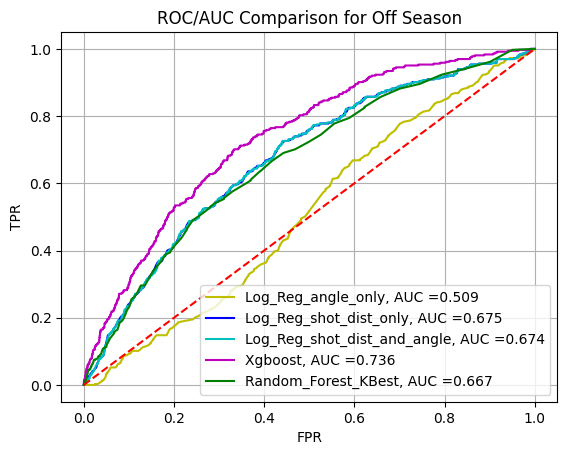 ROC/AUC Comparison for Off Season
1.0
0.8
0.6
0.4
0.2
0.0
TPR
Log_Reg_angle_only, AUC =0.509
Log_Reg_shot_dist_only, AUC =0.675
Log_Reg_shot_dist_and_angle, AUC =0.674
Xgboost, AUC =0.736
Random_Forest_KBest, AUC =0.667
0.0 0.2 0.4 0.6 0.8 1.0
FPR